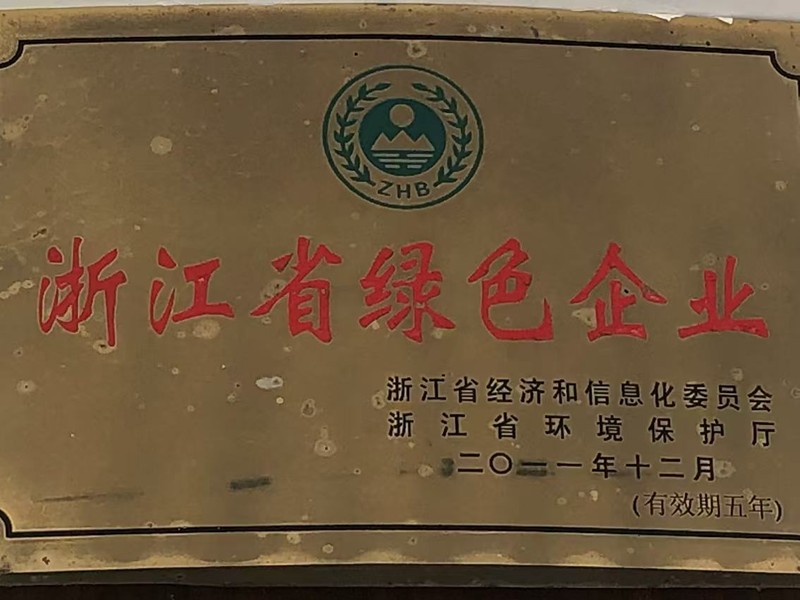 ZHB
浙江省绿色企业
浙江省经济和信息化委员会
浙江省环境保护厅
二〇一一年十二月
(有效期五年)